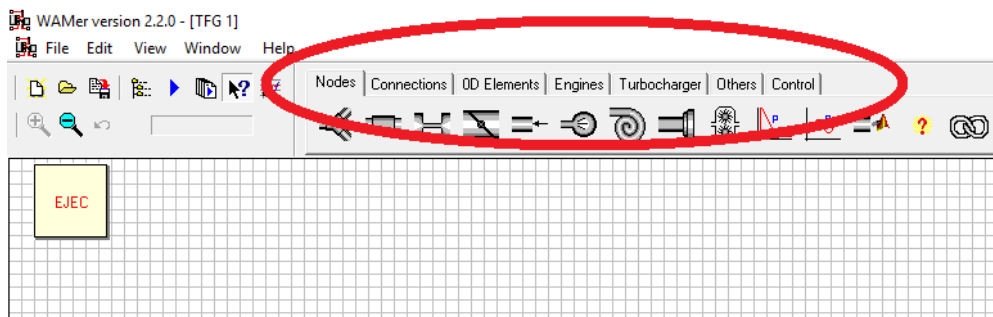 WAMer version 2.2.0 - [TFG 1]
File Edit View Window Help
Nodes Connections 0D Elements Engines Turbocharger Others Control
EJEC